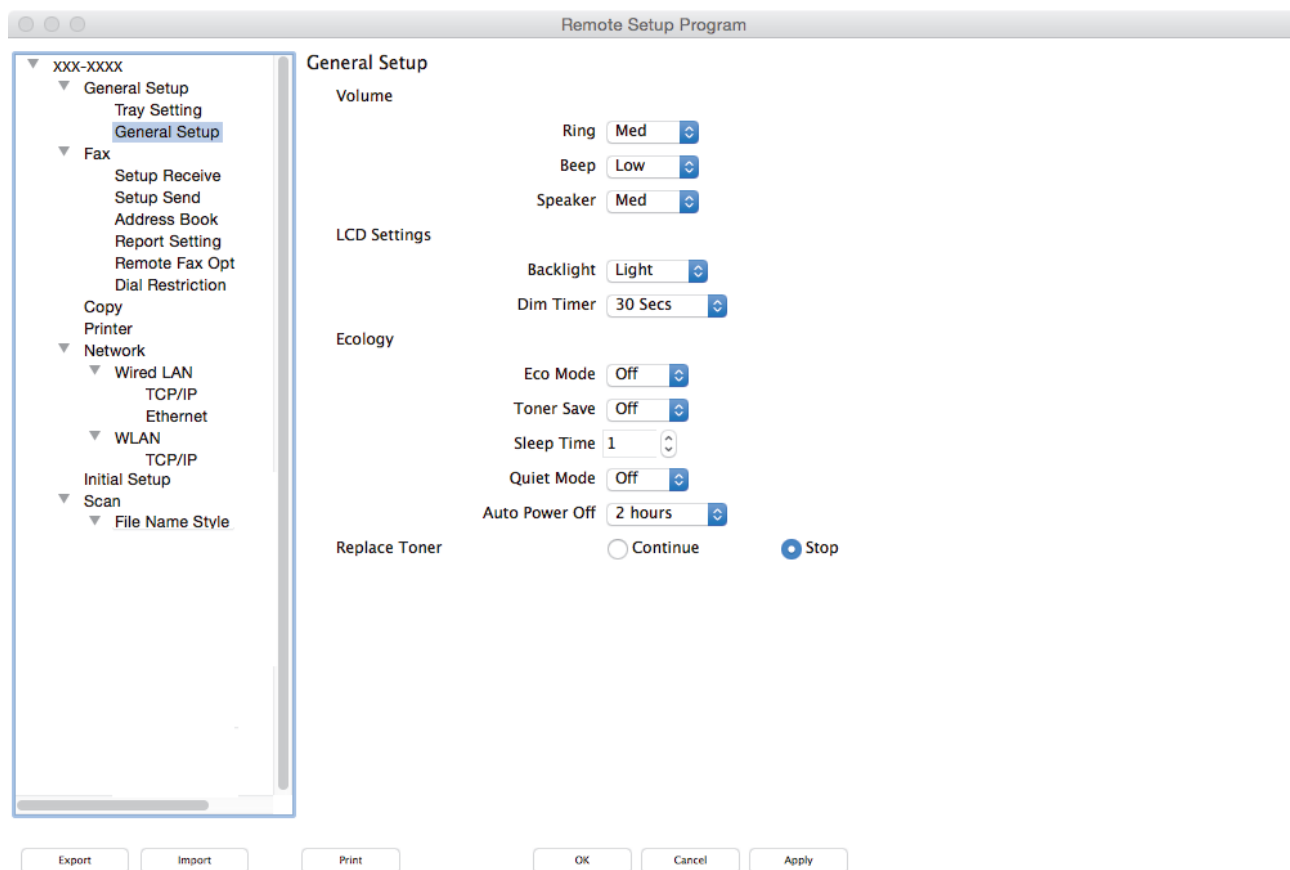 Remote Setup Program
XXX-XXXX
General Setup
Tray Setting
General Setup
Fax
Setup Receive
Setup Send
Address Book
Report Setting
Remote Fax Opt
Dial Restriction
Copy
Printer
Network
Wired LAN
TCP/IP
Ethernet
WLAN
TCP/IP
Initial Setup
Scan
File Name Style
General Setup
Volume
Ring Med
Beep Low
Speaker Med
LCD Settings
Backlight Light
Dim Timer 30 Secs
Ecology
Eco Mode Off
Toner Save Off
Sleep Time 1
Quiet Mode Off
Auto Power Off 2 hours
Replace Toner Continue Stop
Export Import Print OK Cancel Apply